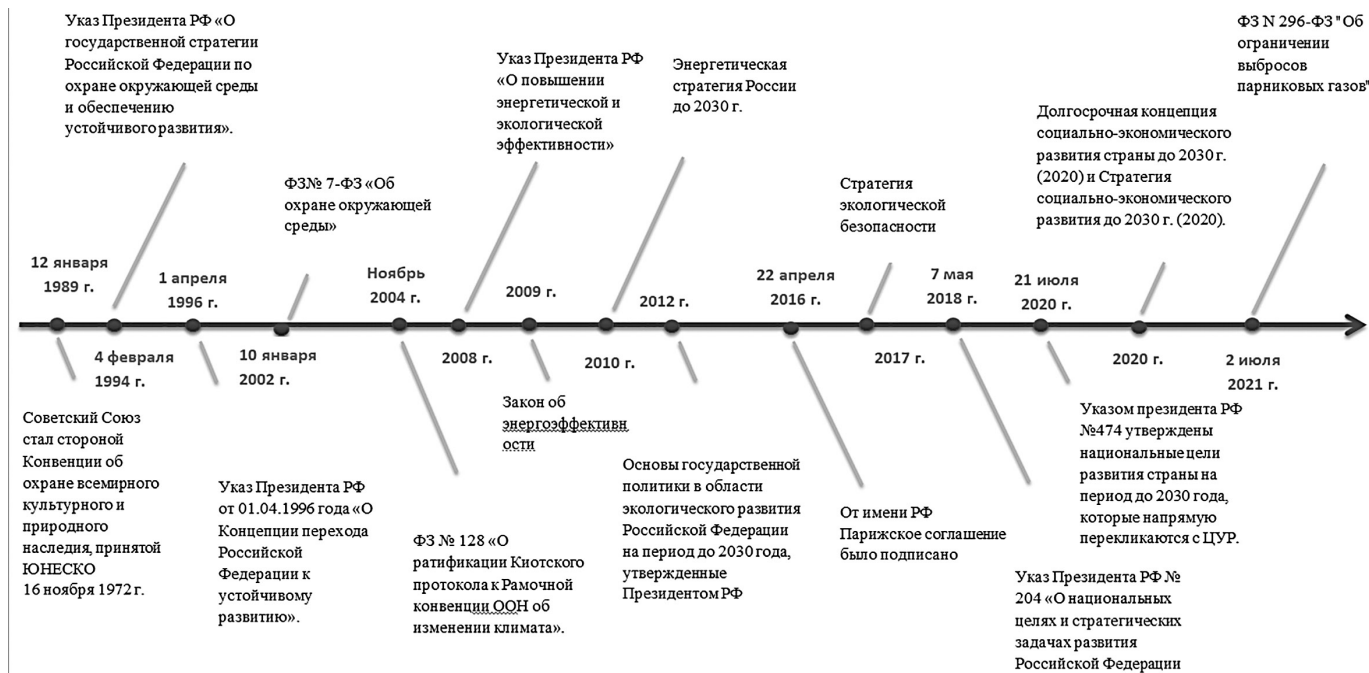 Указ Президента РФ «О
государственной стратегии
Российской Федерации по
охране окружающей среды
и обеспечению
устойчивого развития».
ФЗ№ 7-ФЗ «Об
охране окружающей
среды»
Указ Президента РФ
«О повышении
энергетической и
экологической
эффективности»
Энергетическая
стратегия России
до 2030 г.
Стратегия
экологической
безопасности
Долгосрочная концепция
социально-экономического
развития страны до 2030 г.
(2020) и Стратегия
социально-экономического
развития до 2030 г. (2020).
ФЗ N 296-ФЗ "Об
ограничении
выбросов
парниковых газов"
12 января
1989 г.
4 февраля
1994 г.
1 апреля
1996 г.
10 января
2002 г.
Ноябрь
2004 г.
2008 г.
2009 г.
2010 г.
2012 г.
22 апреля
2016 г.
2017 г.
7 мая
2018 г.
21 июля
2020 г.
2020 г.
2 июля
2021 г.
Советский Союз
стал стороной
Конвенции об
охране всемирного
культурного и
природного
наследия, принятой
ЮНЕСКО
16 ноября 1972 г.
Указ Президента РФ
от 01.04.1996 года «О
Концепции перехода
Российской
Федерации к
устойчивому
развитию».
ФЗ № 128 «О
ратификации Киотского
протокола к Рамочной
конвенции ООН об
изменении климата».
Закон об
энергоэффективн
ости
Основы государственной
политики в области
экологического развития
Российской Федерации
на период до 2030 года,
утвержденные
Президентом РФ
От имени РФ
Парижское соглашение
было подписано
Указом президента РФ
№474 утверждены
национальные цели
развития страны на
период до 2030 года,
которые напрямую
перекликаются с ЦУР.
Указ Президента РФ №
204 «О национальных
целях и стратегических
задачах развития
Российской Федерации